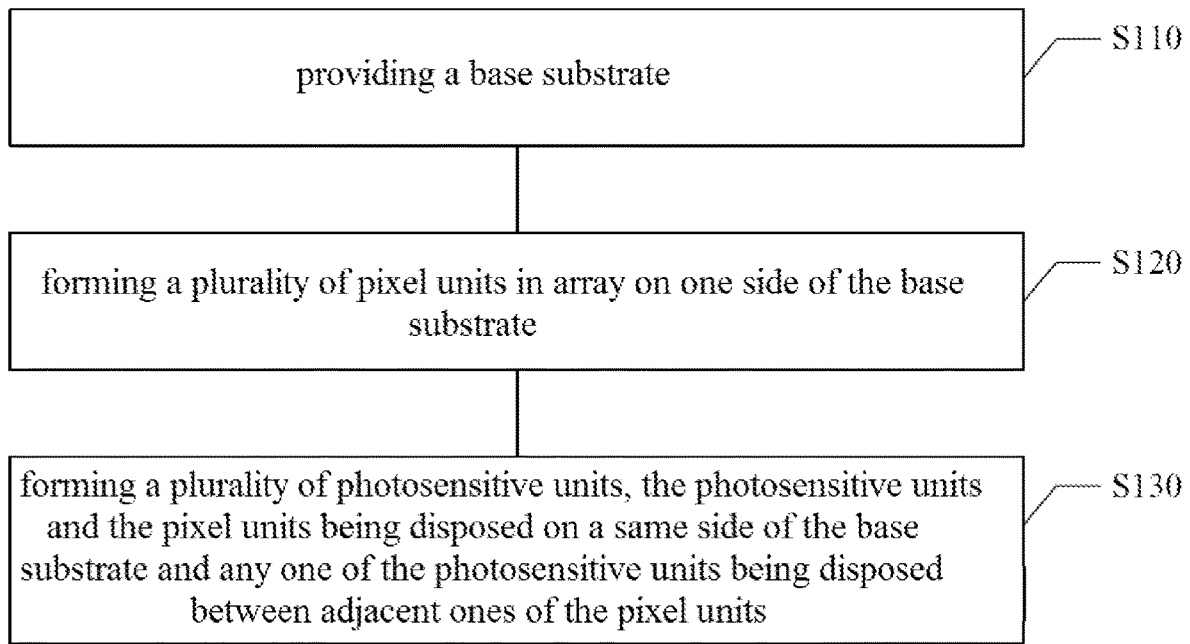 providing a base substrate
S110
forming a plurality of pixel units in array on one side of the base
substrate
S120
forming a plurality of photosensitive units, the photosensitive units
and the pixel units being disposed on a same side of the base
substrate and any one of the photosensitive units being disposed
between adjacent ones of the pixel units
S130